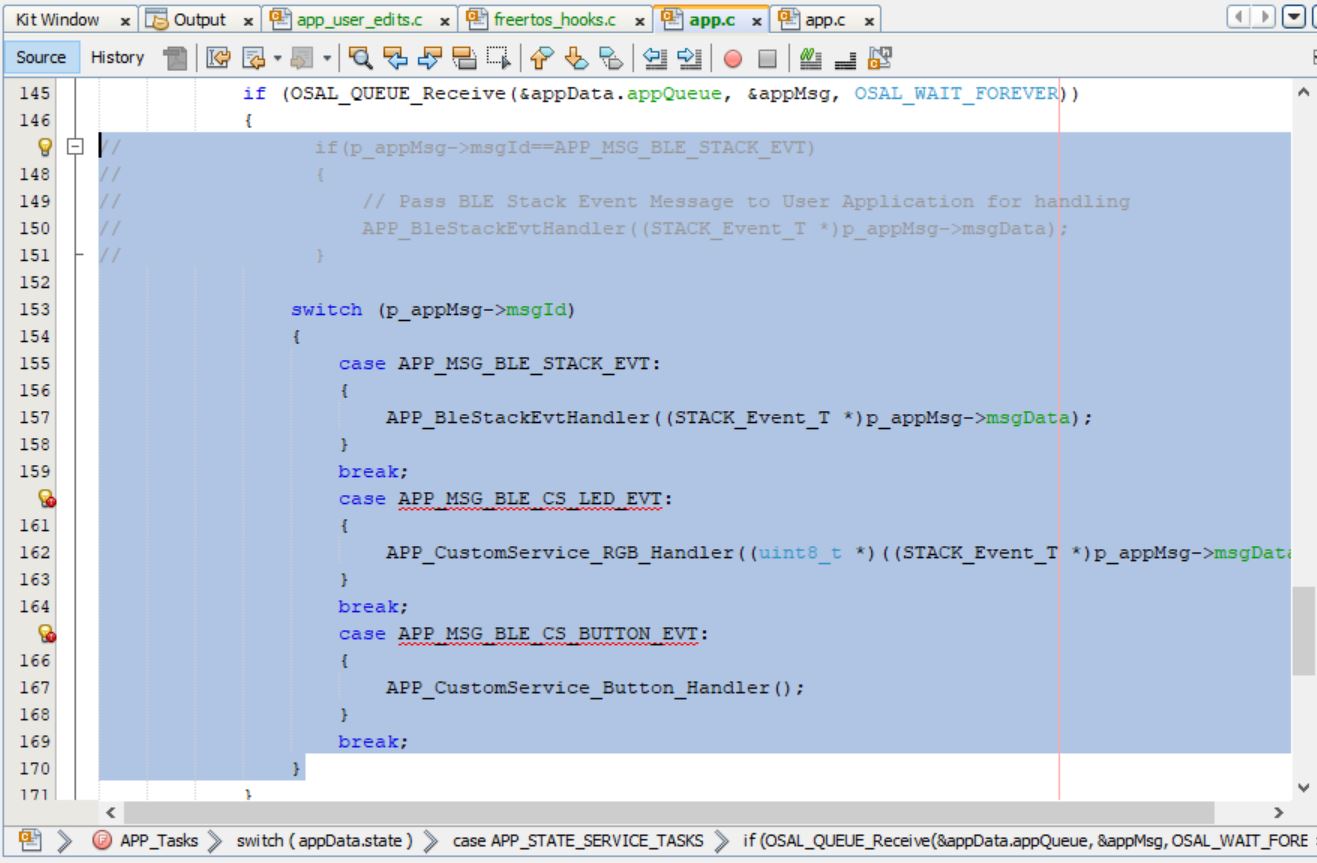 Kit Window x Output x app_user_edits.c x freertos_hooks.c x app.c x app.c x
Source History
145 if (OSAL_QUEUE_Receive(&appData.appQueue, &appMsg, OSAL_WAIT_FOREVER))
146 {
// if(p_appMsg->msgId==APP_MSG_BLE_STACK_EVT)
148 // {
149 // // Pass BLE Stack Event Message to User Application for handling
150 // APP_BleStackEvtHandler((STACK_Event_T *)p_appMsg->msgData);
151 // }
152
153 switch (p_appMsg->msgId)
154 {
155 case APP_MSG_BLE_STACK_EVT:
156 {
157 APP_BleStackEvtHandler((STACK_Event_T *)p_appMsg->msgData);
158 }
159 break;
case APP_MSG_BLE_CS_LED_EVT:
161 {
162 APP_CustomService_RGB_Handler((uint8_t *)((STACK_Event_T *)p_appMsg->msgData
163 }
164 break;
case APP_MSG_BLE_CS_BUTTON_EVT:
166 {
167 APP_CustomService_Button_Handler();
168 }
169 break;
170 }
171 }
APP_Tasks switch ( appData.state ) case APP_STATE_SERVICE_TASKS if (OSAL_QUEUE_Receive(&appData.appQueue, &appMsg, OSAL_WAIT_FORE